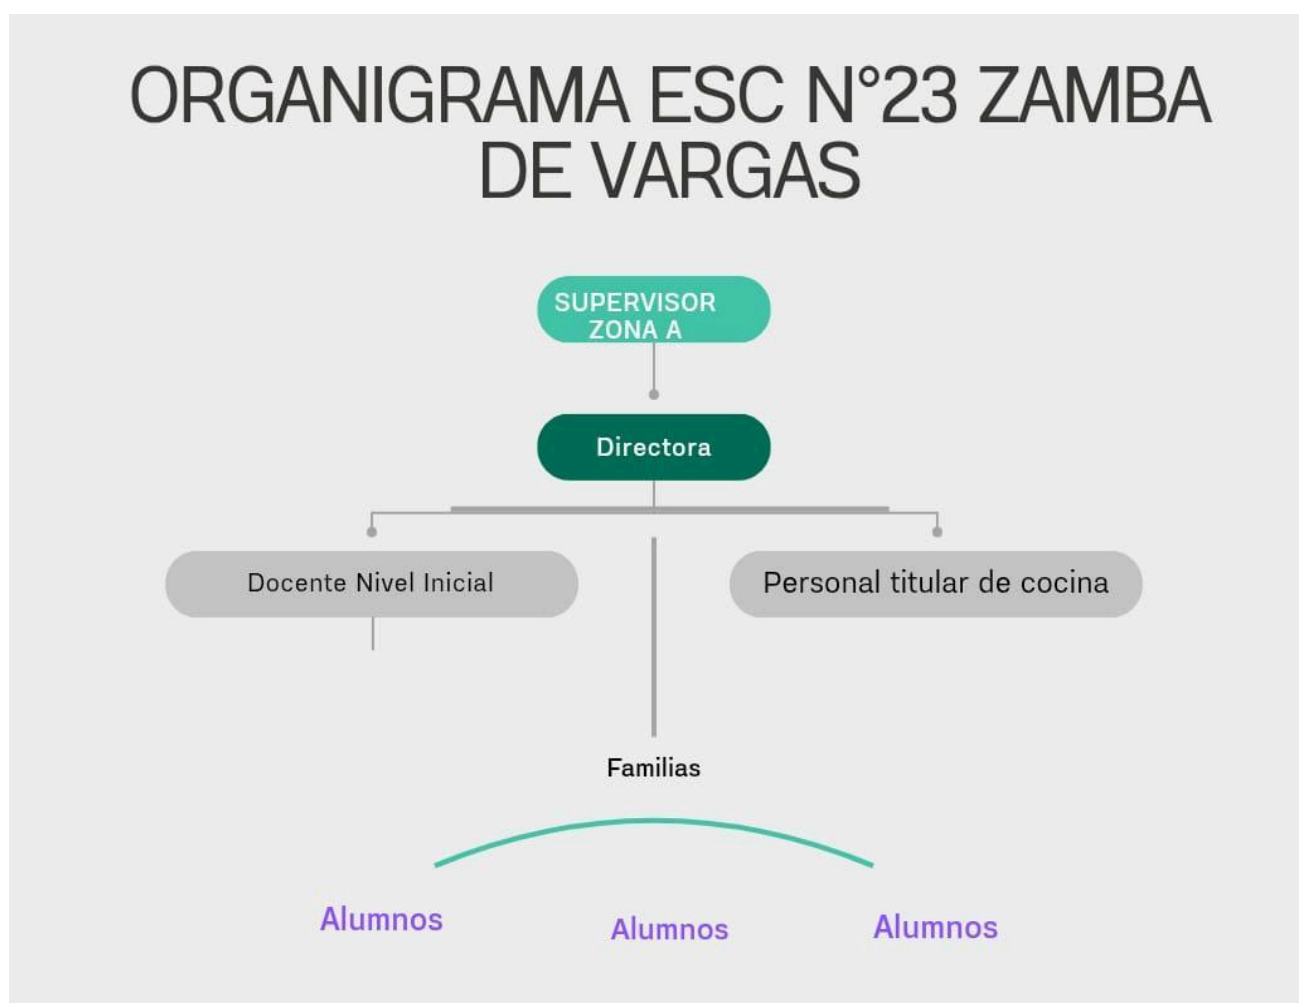 ORGANIGRAMA ESC N°23 ZAMBA
DE VARGAS
SUPERVISOR
ZONA A
Directora
Docente Nivel Inicial
Personal titular de cocina
Familias
Alumnos
Alumnos
Alumnos